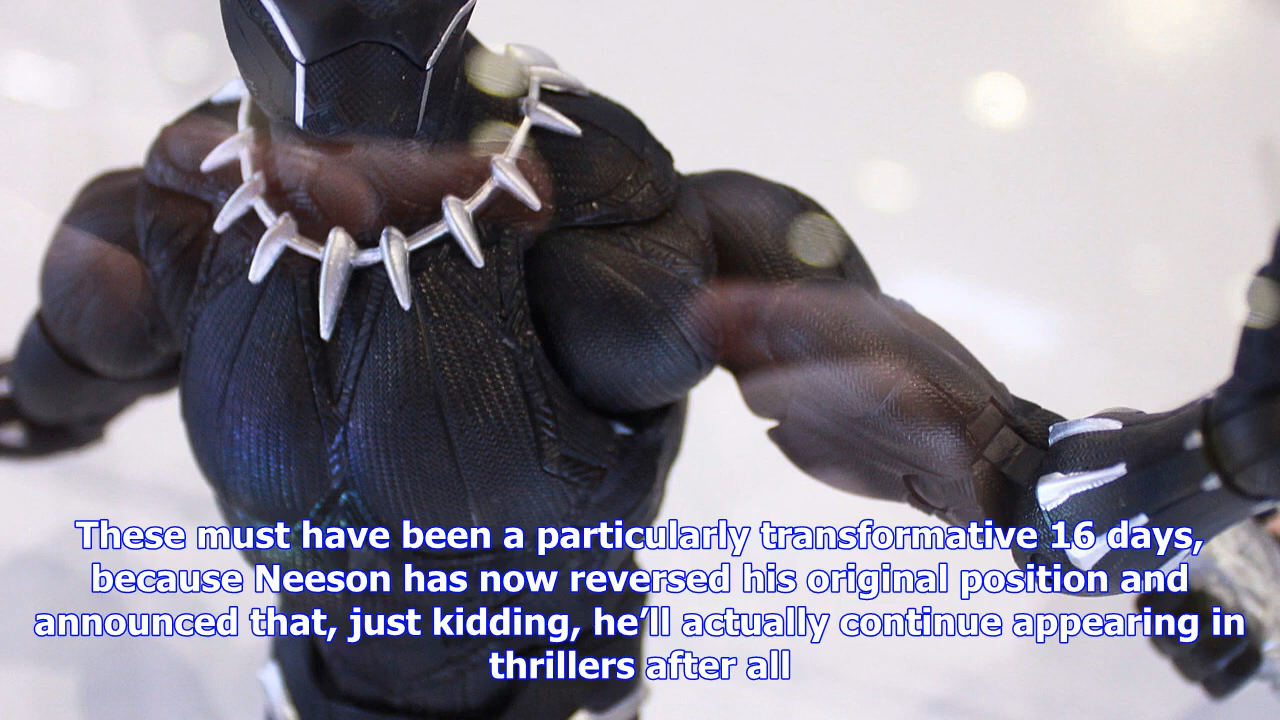 These must have been a particularly transformative 16 days,
because Neeson has now reversed his original position and
announced that, just kidding, he’ll actually continue appearing in
thrillers after all